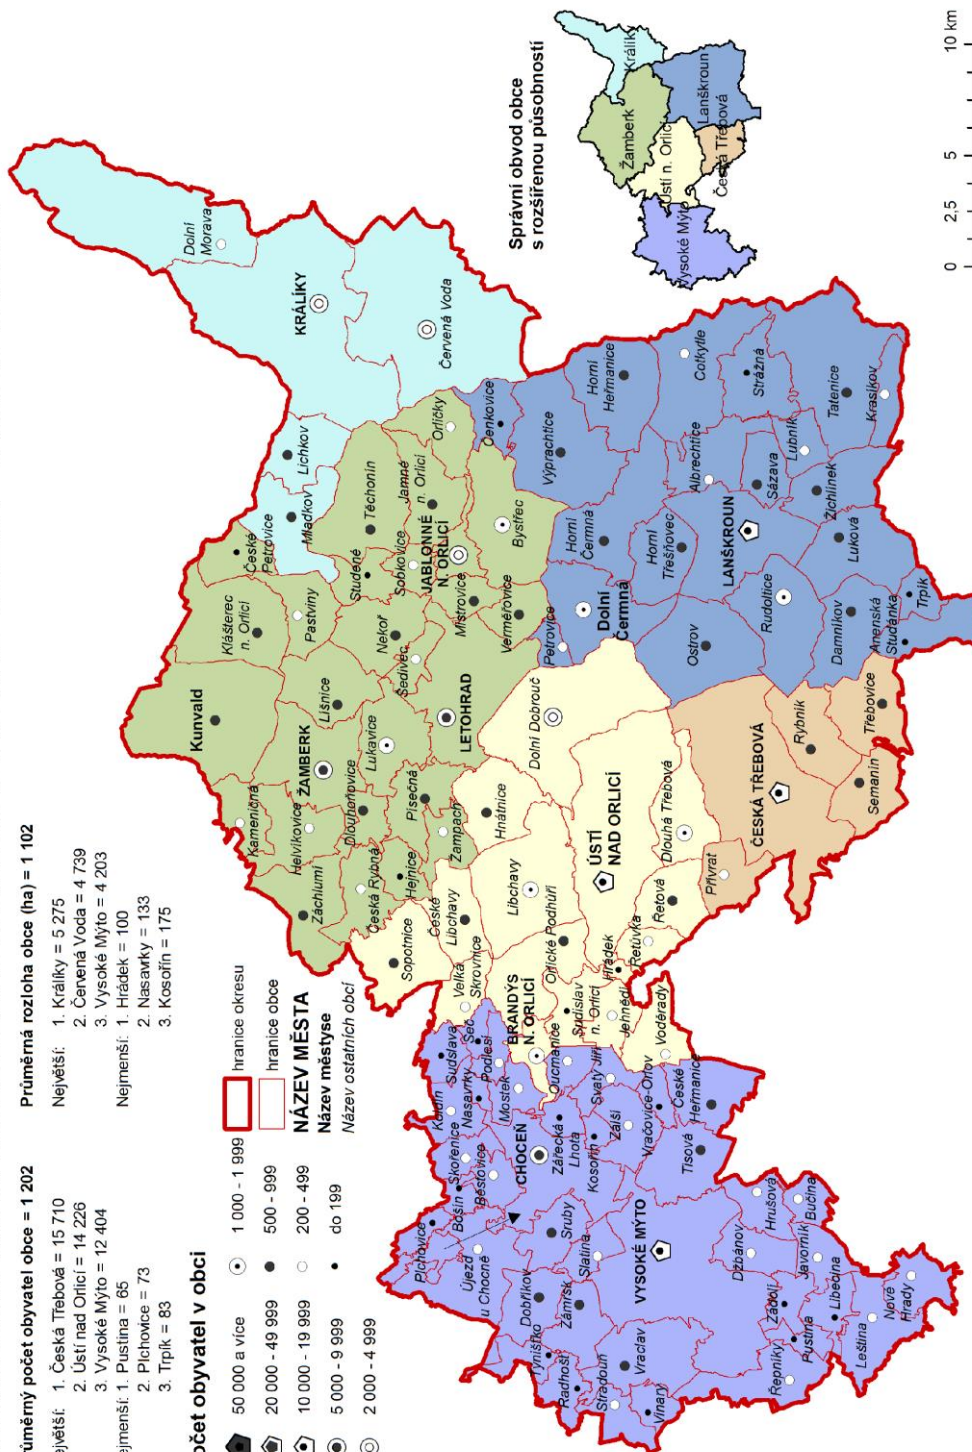 růměrný počet obyvatel obce = 1 202
ejvětší: 1. Česká Třebová = 15 710
2. Ústí nad Orlicí = 14 226
3. Vysoké Mýto = 12 404
ejmenší: 1. Pustina = 65
2. Plchovice = 73
3. Trpík = 83
Průměrná rozloha obce (ha) = 1 102
Největší: 1. Králíky = 5 275
2. Červená Voda = 4 739
3. Vysoké Mýto = 4 203
Nejmenší: 1. Hrádek = 100
2. Nasavrky = 133
3. Kosořín = 175
očet obyvatel v obci
50 000 a více
20 000 - 49 999
10 000 - 19 999
5 000 - 9 999
2 000 - 4 999
1 000 - 1 999
500 - 999
200 - 499
do 199
hranice okresu
hranice obce
NÁZEV MĚSTA
Název městyse
Název ostatních obcí
Dolní
Morava
KRÁLÍKY
Červená Voda
Lichkov
Mladkov
České
Petrovice
Klášterec
n. Orlicí
Pastviny
Kunvald
Kameničná
Helvíkovice
ŽAMBERK
Líšnice
Nekoř
Studené
Těchonín
Sobkovice
Jamné
n. Orlicí
JABLONNÉ
N. ORLICÍ
Orličky
Bystřec
Mistrovice
Verměřovice
Šedivec
Lukavice
Dlouhoňovice
LETOHRAD
Písečná
Žampach
Hejnice
Česká Rybná
Záchlumí
Čenkovice
Výprachtice
Horní
Heřmanice
Cotkytle
Strážná
Albrechtice
Lubník
Tatenice
Krasíkov
Sázava
Žichlínek
Horní
Čermná
Horní
Třešňovec
LANŠKROUN
Luková
Petrovice
Dolní
Čermná
Ostrov
Rudoltice
Damníkov
Anenská
Studánka
Trpík
Dolní Dobrouč
Hnátnice
Libchavy
České
Libchavy
Sopotnice
Velká
Skrovnice
ÚSTÍ
NAD ORLICÍ
Dlouhá Třebová
Řetová
Řetůvka
Orlické Podhůří
Hrádek
BRANDÝS
N. ORLICÍ
Sudislav
n. Orlicí
Jehnědí
Voděrady
Oucmanice
ČESKÁ TŘEBOVÁ
Přívrat
Rybník
Třebovice
Semanín
Sudslava
Seč
Podlesí
Koldín
Nasavrky
Mostek
Skořenice
Běstovice
Bošín
Plchovice
Újezd
u Chocně
CHOCEŇ
Zářecká
Lhota
Kosořín
Svatý Jiří
Zálší
Vračovice-Orlov
České
Heřmanice
Tisová
Sruby
Slatina
Dobříkov
Zámrsk
Týnišťko
Radhošť
Stradouň
Vraclav
Vinary
VYSOKÉ MÝTO
Džbánov
Hrušová
Bučina
Javorník
Zádolí
Libecina
Pustina
Řepníky
Leština
Nové
Hrady
Správní obvod obce
s rozšířenou působností
Králíky
Žamberk
Lanškroun
Ústí n. Orlicí
Česká Třebová
Vysoké Mýto
0 2,5 5 10 km